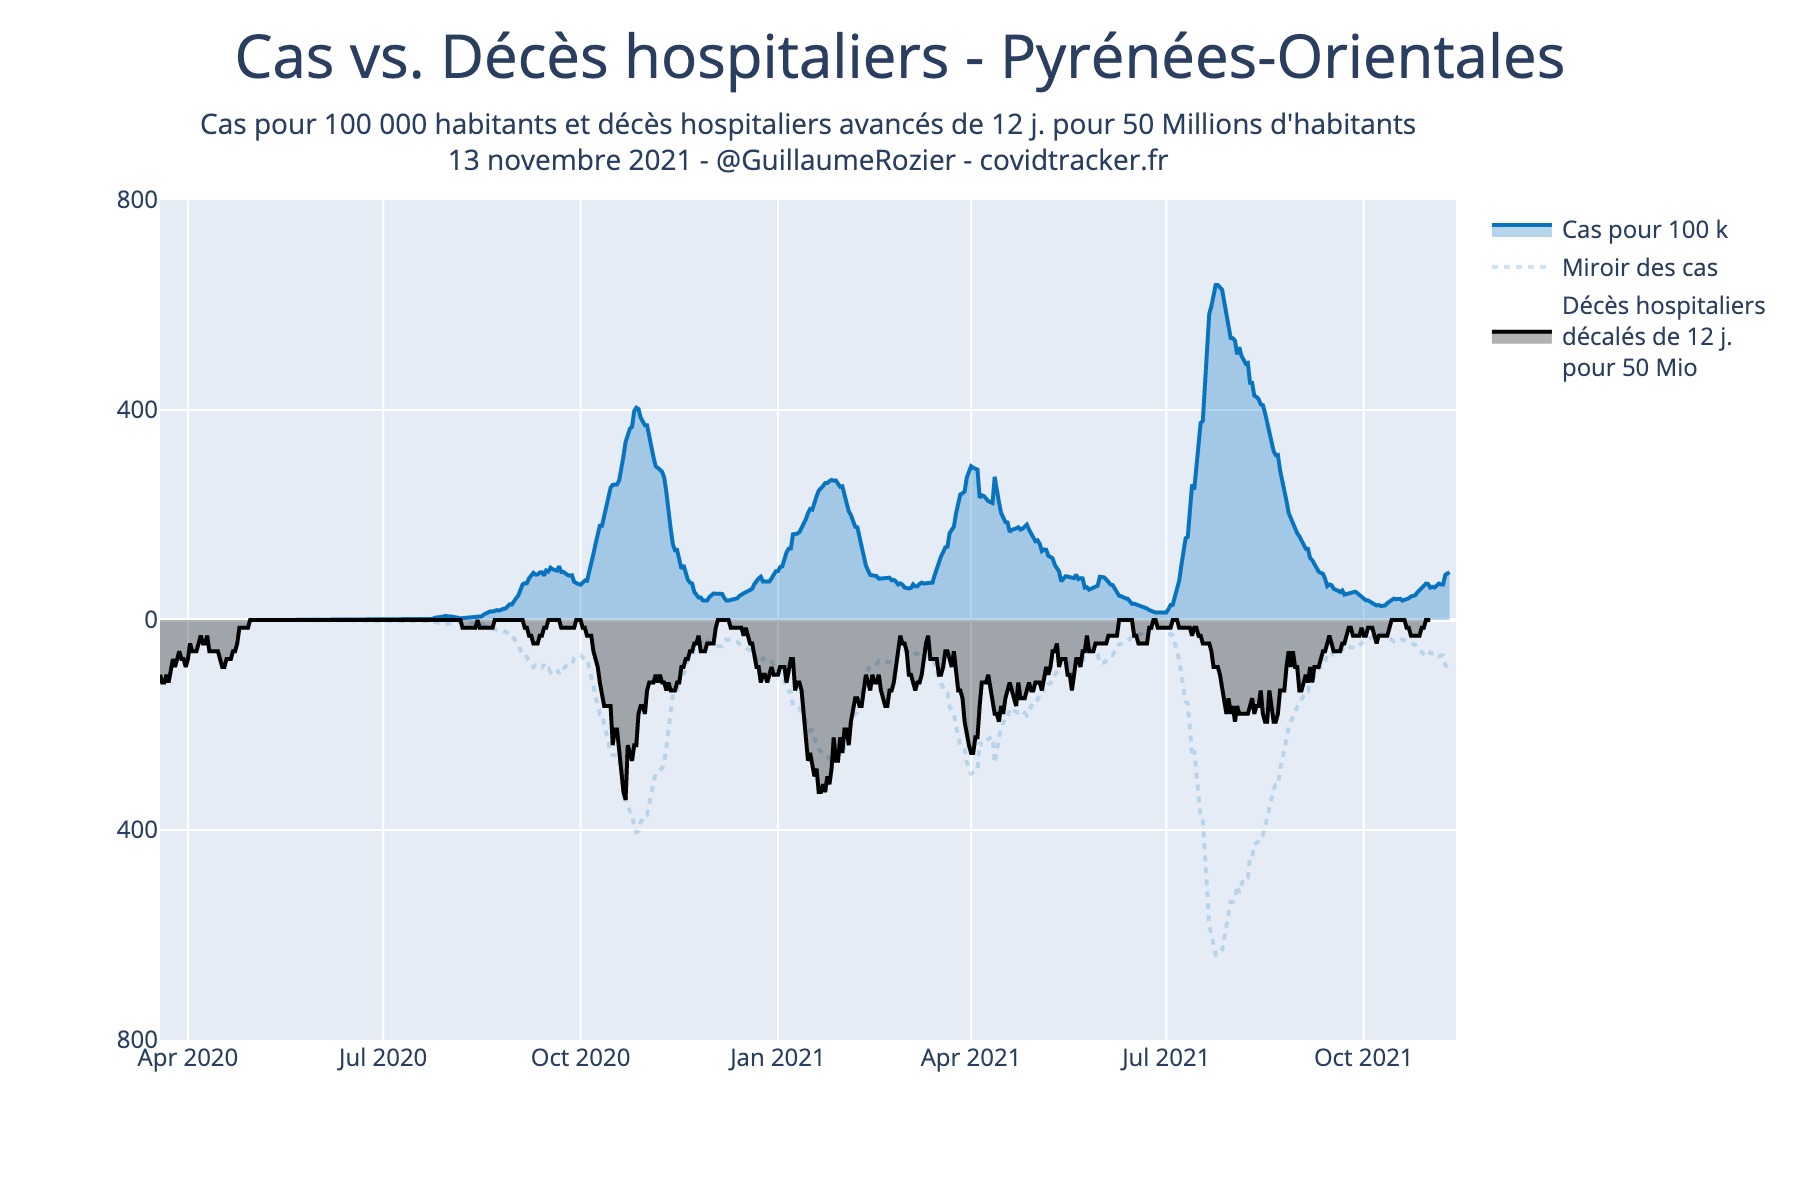 Cas vs. Décès hospitaliers - Pyrénées-Orientales
Cas pour 100 000 habitants et décès hospitaliers avancés de 12 j. pour 50 Millions d'habitants
13 novembre 2021 - @GuillaumeRozier - covidtracker.fr
800
400
0
400
800
Apr 2020
Jul 2020
Oct 2020
Jan 2021
Apr 2021
Jul 2021
Oct 2021
Cas pour 100 k
Miroir des cas
Décès hospitaliers
décalés de 12 j.
pour 50 Mio